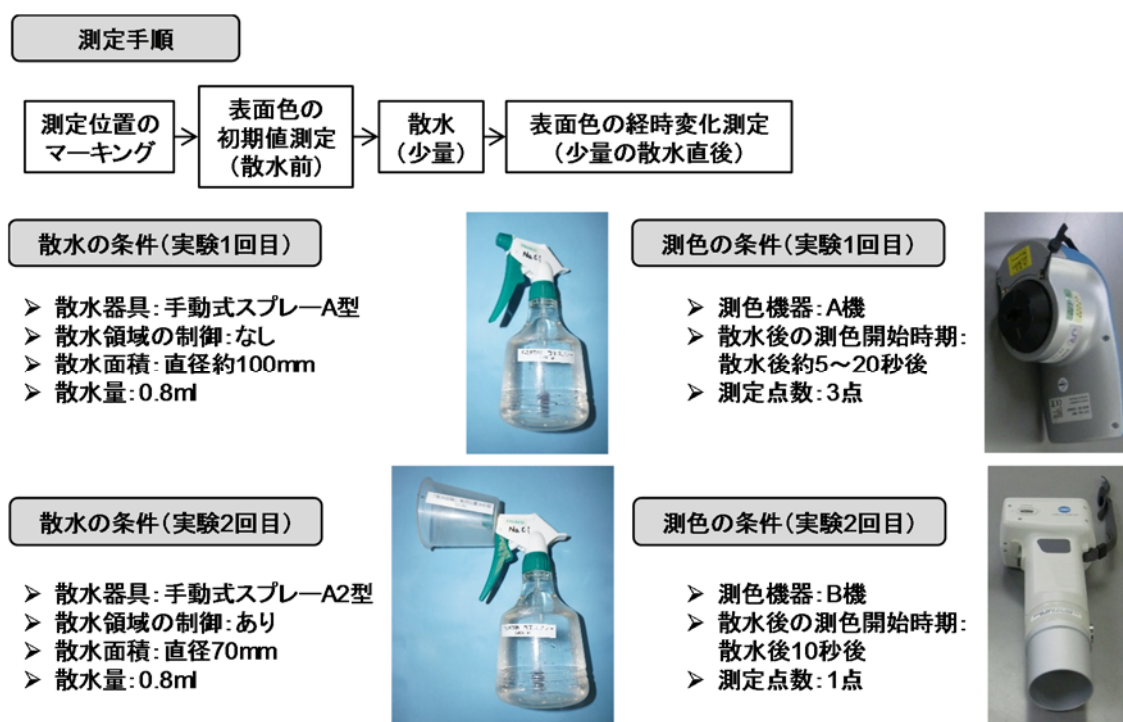 測定手順
測定位置の
マーキング
表面色の
初期値測定
(散水前)
散水
(少量)
表面色の経時変化測定
(少量の散水直後)
散水の条件(実験1回目)
➢ 散水器具:手動式スプレーA型
➢ 散水領域の制御:なし
➢ 散水面積:直径約100mm
➢ 散水量:0.8ml
NaCl
測色の条件(実験1回目)
➢ 測色機器:A機
➢ 散水後の測色開始時期:
散水後約5~20秒後
➢ 測定点数:3点
散水の条件(実験2回目)
➢ 散水器具:手動式スプレーA2型
➢ 散水領域の制御:あり
➢ 散水面積:直径70mm
➢ 散水量:0.8ml
NaCl
測色の条件(実験2回目)
➢ 測色機器:B機
➢ 散水後の測色開始時期:
散水後10秒後
➢ 測定点数:1点